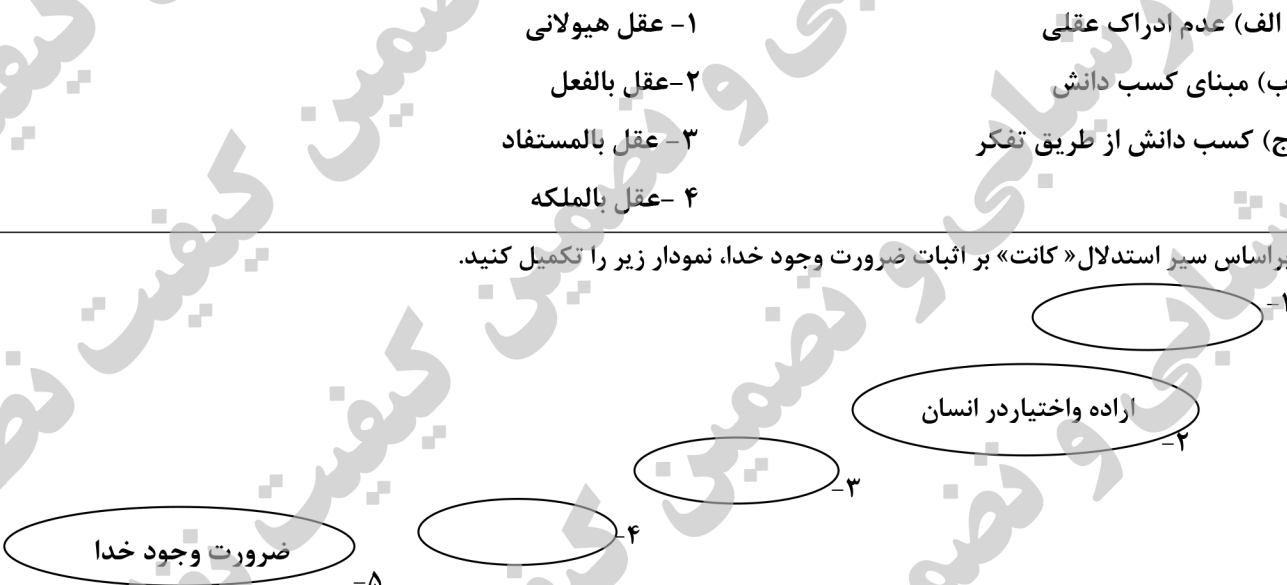 الف) عدم ادراک عقلی ۱- عقل هیولانی
ب) مبنای کسب دانش ۲-عقل بالفعل
ج) کسب دانش از طریق تفکر ۳- عقل بالمستفاد
۴ -عقل بالملکه
براساس سیر استدلال« کانت» بر اثبات ضرورت وجود خدا، نمودار زیر را تکمیل کنید.
۱-
اراده واختیاردر انسان
۲-
۳-
۴-
ضرورت وجود خدا
۵-